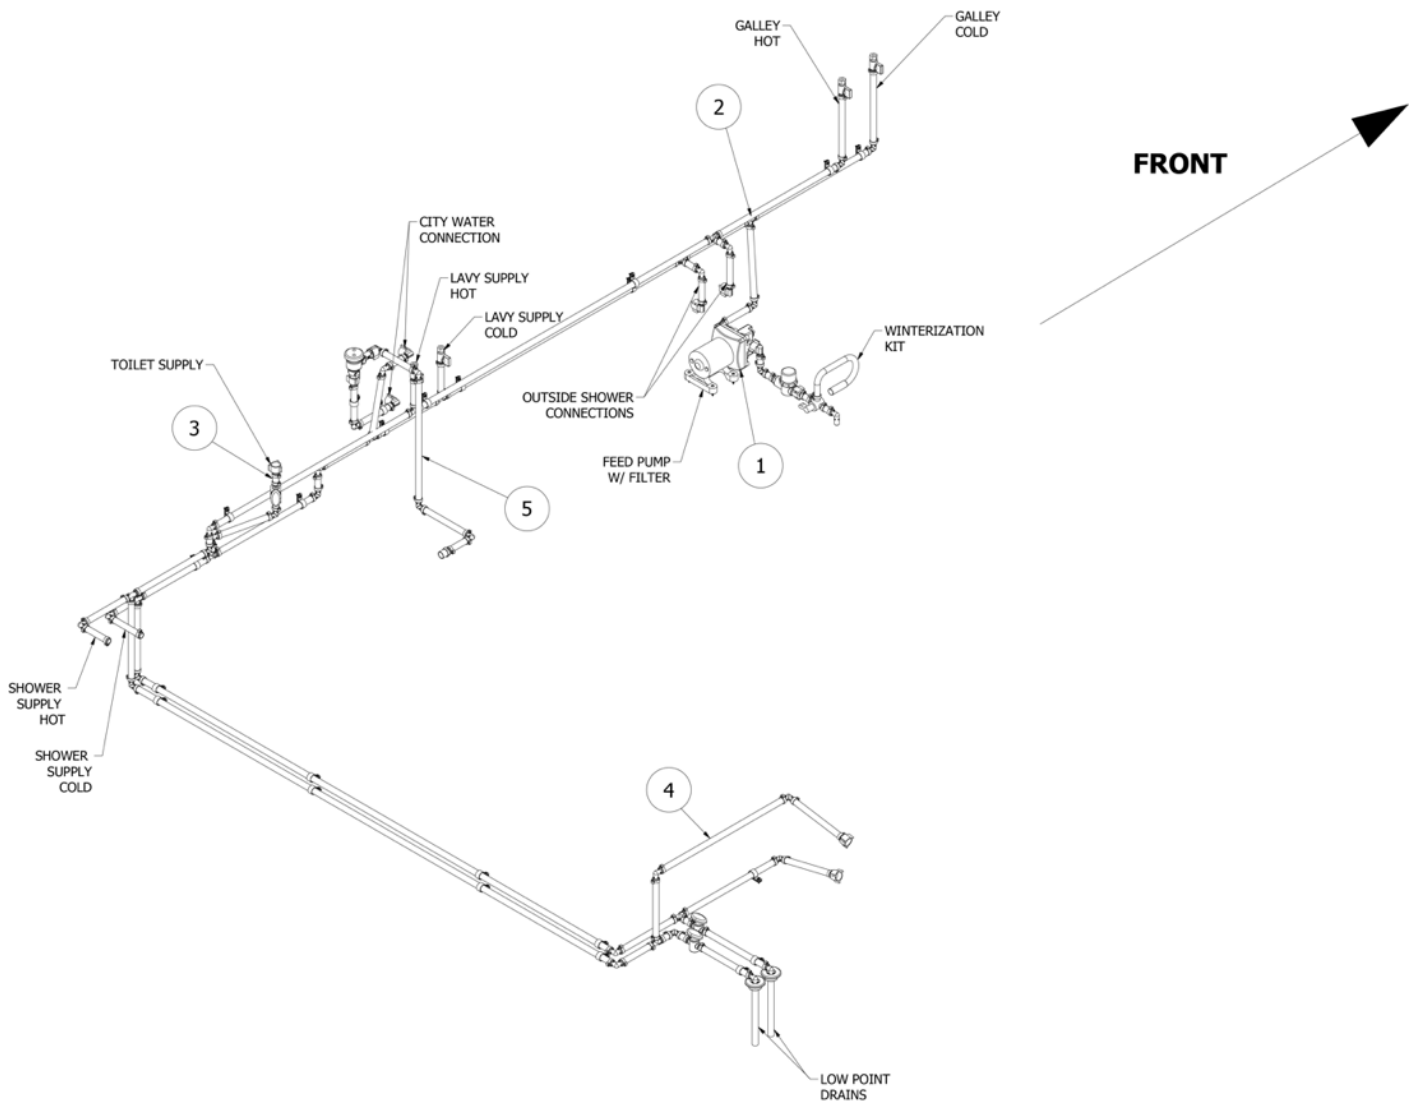 GALLEY
HOT
GALLEY
COLD
2
FRONT
CITY WATER
CONNECTION
LAVY SUPPLY
HOT
LAVY SUPPLY
COLD
WINTERIZATION
KIT
TOILET SUPPLY
OUTSIDE SHOWER
CONNECTIONS
3
FEED PUMP
W/ FILTER
1
5
SHOWER
SUPPLY
HOT
SHOWER
SUPPLY
COLD
4
LOW POINT
DRAINS